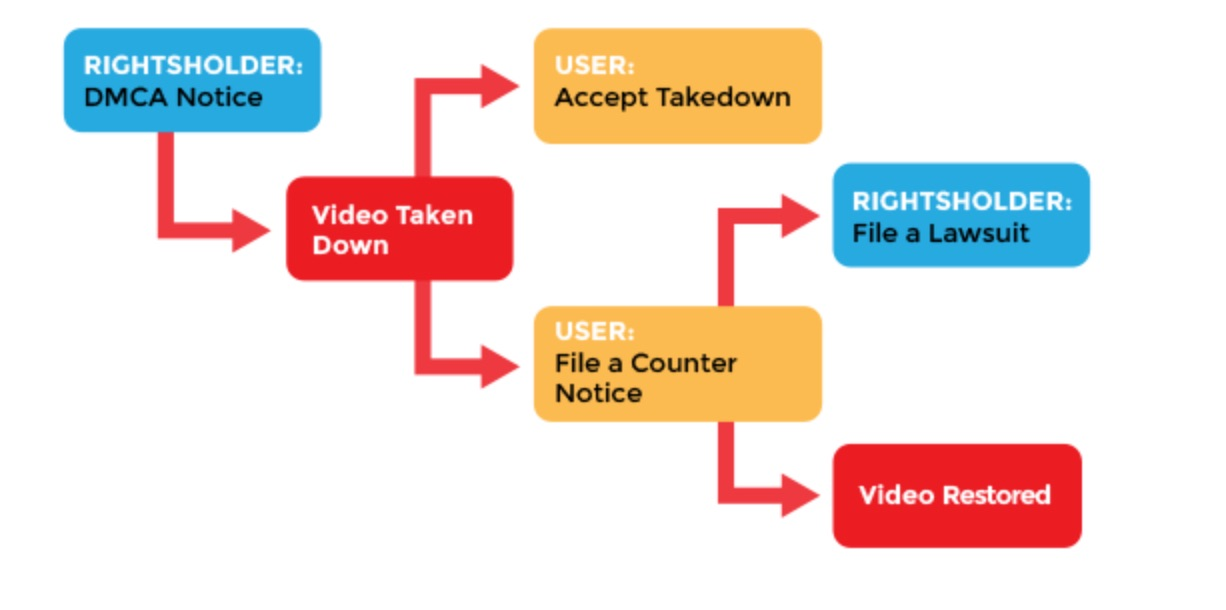 RIGHTSHOLDER:
DMCA Notice
USER:
Accept Takedown
Video Taken
Down
RIGHTSHOLDER:
File a Lawsuit
USER:
File a Counter
Notice
Video Restored